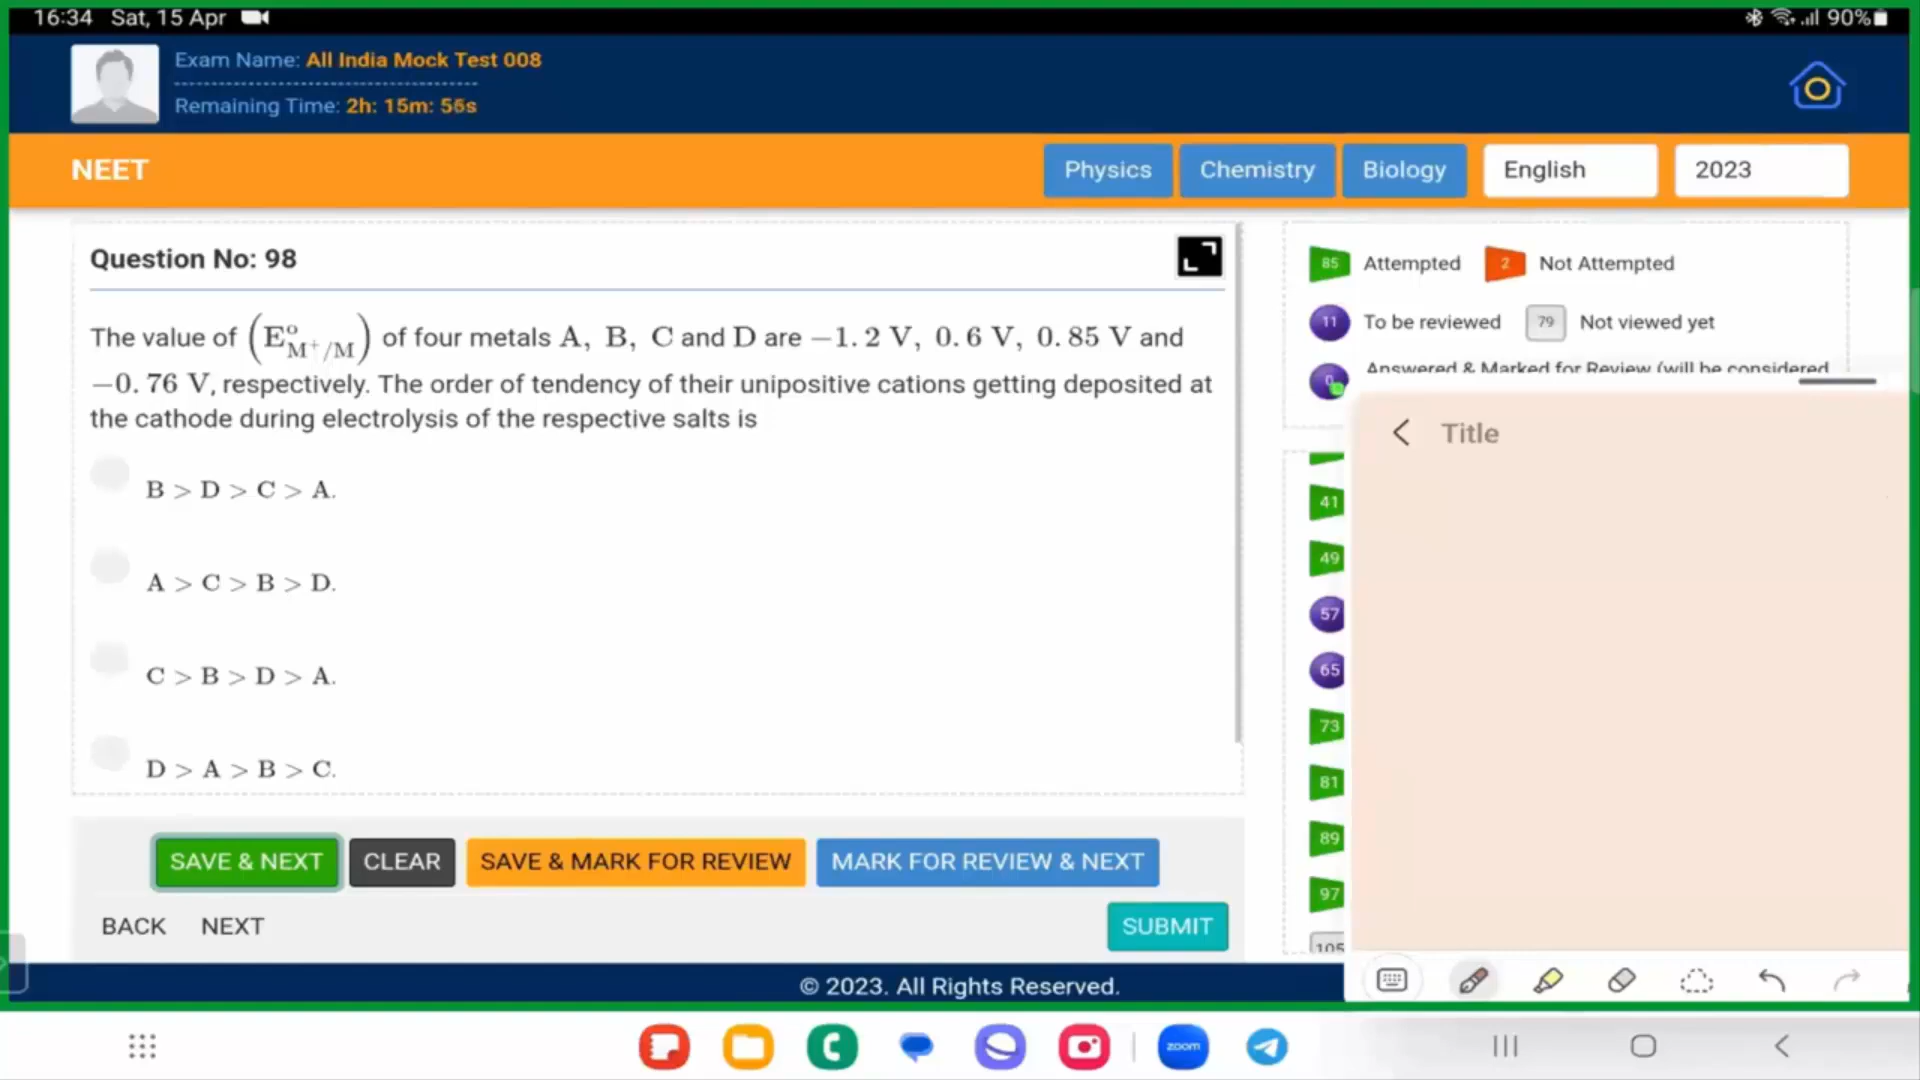 16:34 Sat, 15 Apr
90%
Exam Name: All India Mock Test 008
Remaining Time: 2h: 15m: 56s
NEET
Physics
Chemistry
Biology
English
2023
Question No: 98
The value of (E°M⁺/M) of four metals A, B, C and D are −1.2 V, 0.6 V, 0.85 V and
−0.76 V, respectively. The order of tendency of their unipositive cations getting deposited at
the cathode during electrolysis of the respective salts is
B > D > C > A.
A > C > B > D.
C > B > D > A.
D > A > B > C.
SAVE & NEXT
CLEAR
SAVE & MARK FOR REVIEW
MARK FOR REVIEW & NEXT
BACK
NEXT
SUBMIT
85 Attempted
2 Not Attempted
11 To be reviewed
79 Not viewed yet
0 Answered & Marked for Review (will be considered
Title
41
49
57
65
73
81
89
97
105
© 2023. All Rights Reserved.
zoom